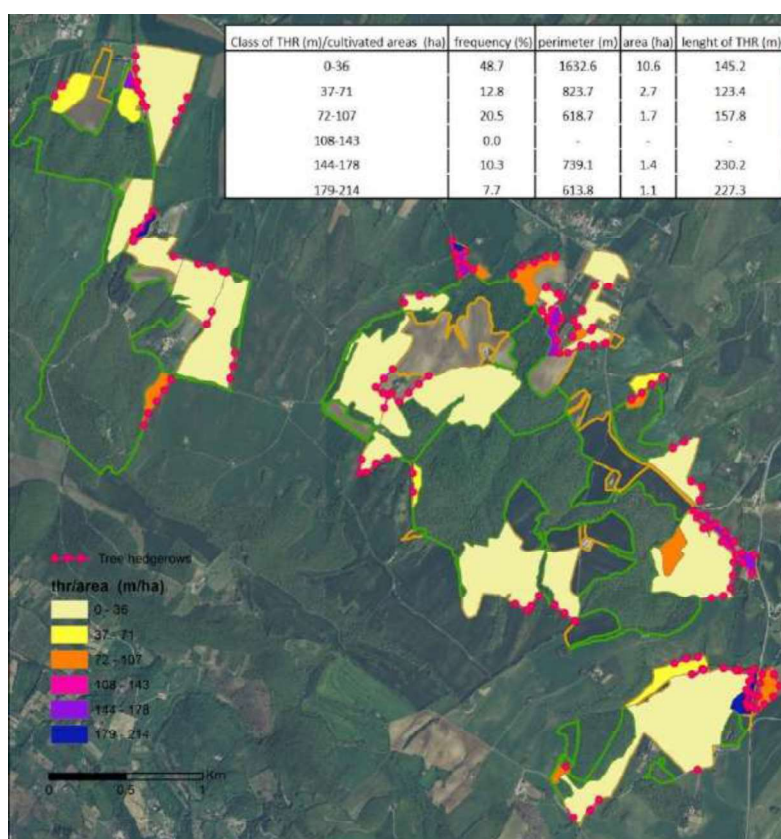 Class of THR (m)/cultivated areas (ha) frequency (%) perimeter (m) area (ha) lenght of THR (m)
0-36 48.7 1632.6 10.6 145.2
37-71 12.8 823.7 2.7 123.4
72-107 20.5 618.7 1.7 157.8
108-143 0.0 - - -
144-178 10.3 739.1 1.4 230.2
179-214 7.7 613.8 1.1 227.3
Tree hedgerows
thr/area (m/ha)
0 - 36
37 - 71
72 - 107
108 - 143
144 - 178
179 - 214
Km
0 0.5 1